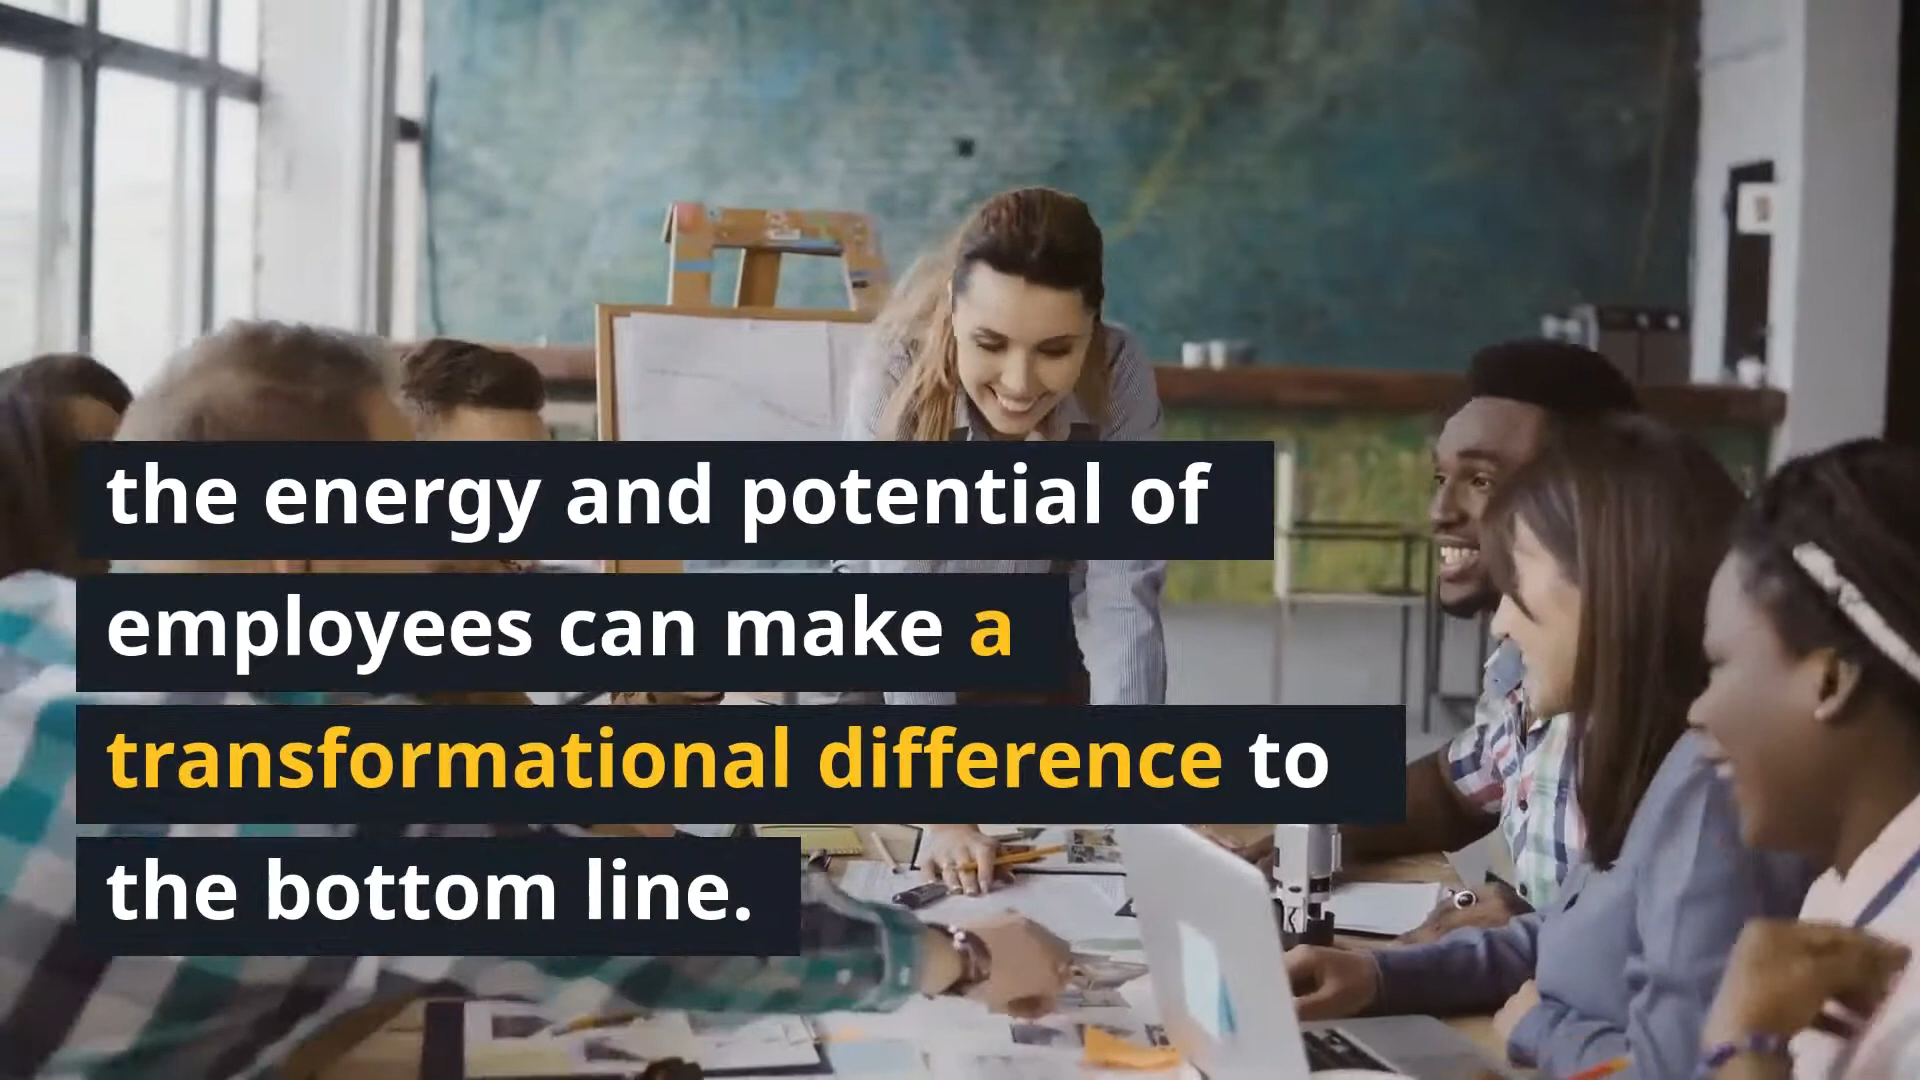 the energy and potential of
employees can make a
transformational difference to
the bottom line.